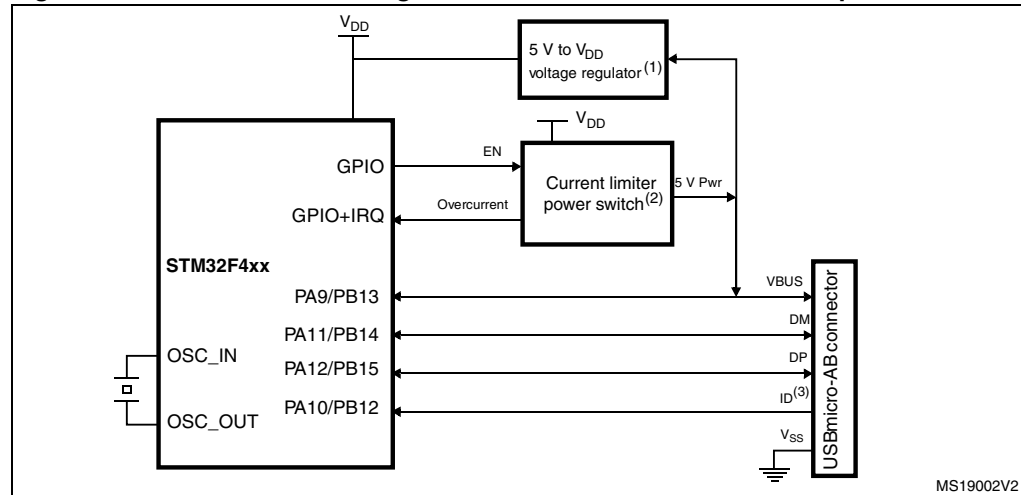 V_DD
5 V to V_DD
voltage regulator(1)
V_DD
GPIO
EN
Current limiter
power switch(2)
5 V Pwr
GPIO+IRQ
Overcurrent
STM32F4xx
PA9/PB13
VBUS
PA11/PB14
DM
OSC_IN
PA12/PB15
DP
PA10/PB12
ID(3)
OSC_OUT
V_SS
USB micro-AB connector
MS19002V2